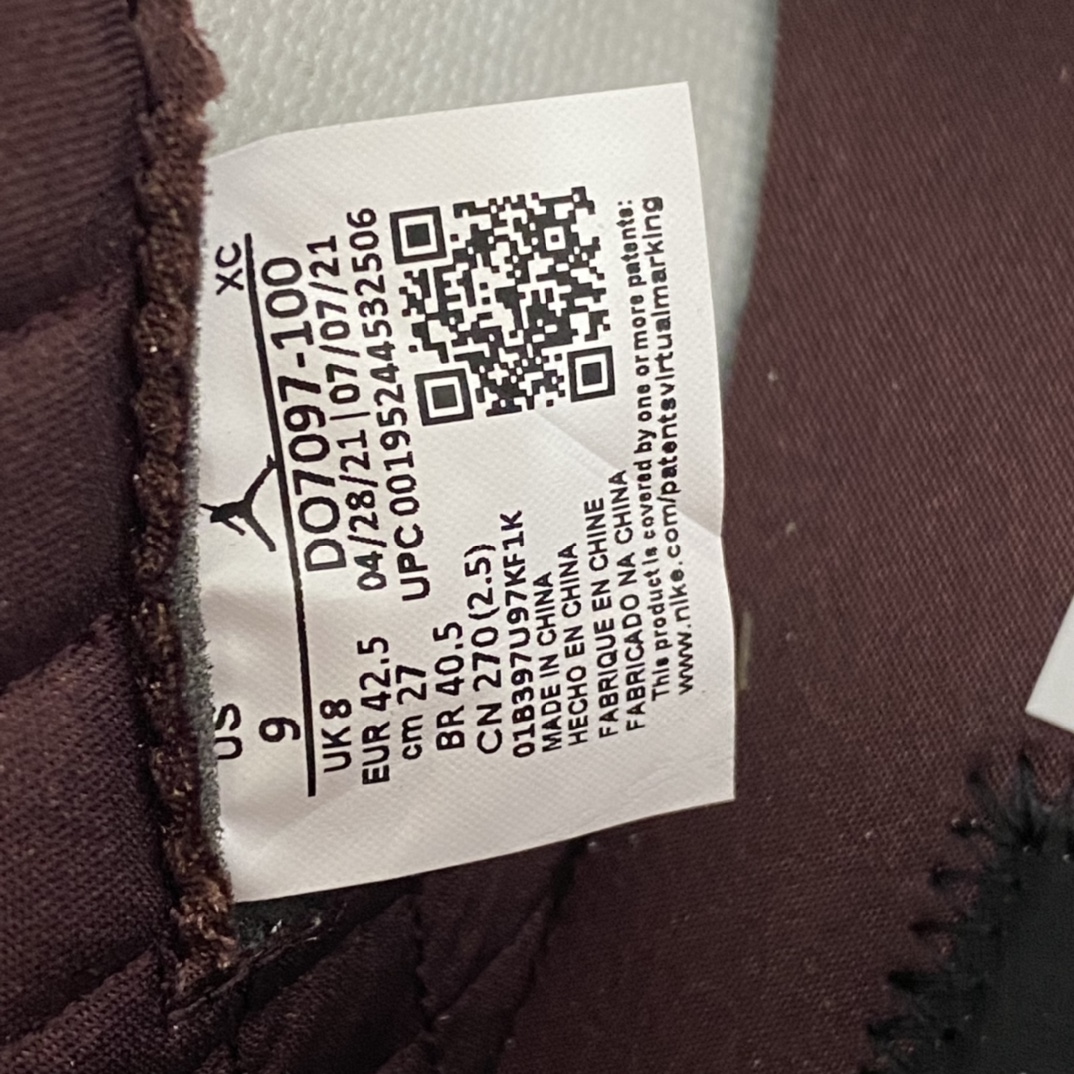 US XC
9
UK 8 DO7097-100
EUR 42.5 04/28/21|07/07/21
cm 27 UPC 00195244532506
BR 40.5
CN 270 (2.5)
01B397U97KF1K
MADE IN CHINA
HECHO EN CHINA
FABRIQUE EN CHINE
FABRICADO NA CHINA
This product is covered by one or more patents:
www.nike.com/patentsvirtualmarking